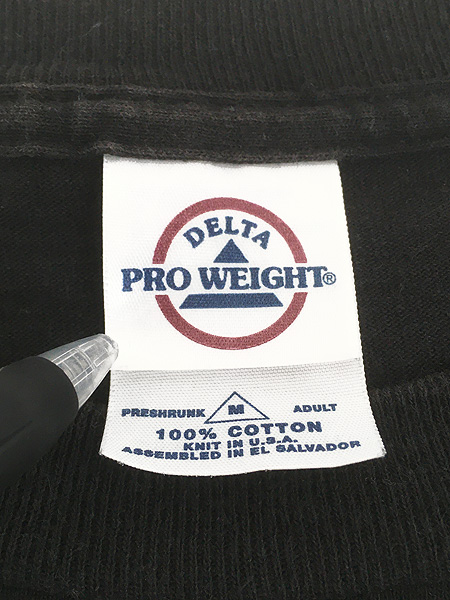 DELTA
PRO WEIGHT®
PRESHRUNK M ADULT
100% COTTON
KNIT IN U.S.A.
ASSEMBLED IN EL SALVADOR